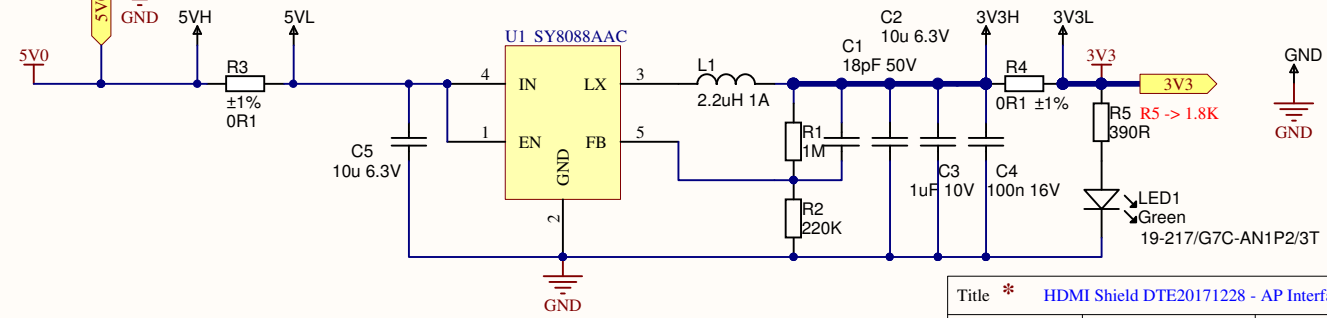 5V0
GND
5VH
5VL
5V0
R3
±1%
0R1
C5
10u 6.3V
U1 SY8088AAC
4
IN
LX
3
1
EN
FB
5
GND
2
GND
L1
2.2uH 1A
C1
18pF 50V
C2
10u 6.3V
R1
1M
R2
220K
C3
1uF 10V
C4
100n 16V
3V3H
3V3L
R4
0R1 ±1%
3V3
3V3
R5
390R
R5 -> 1.8K
LED1
Green
19-217/G7C-AN1P2/3T
GND
GND
Title * HDMI Shield DTE20171228 - AP Interf